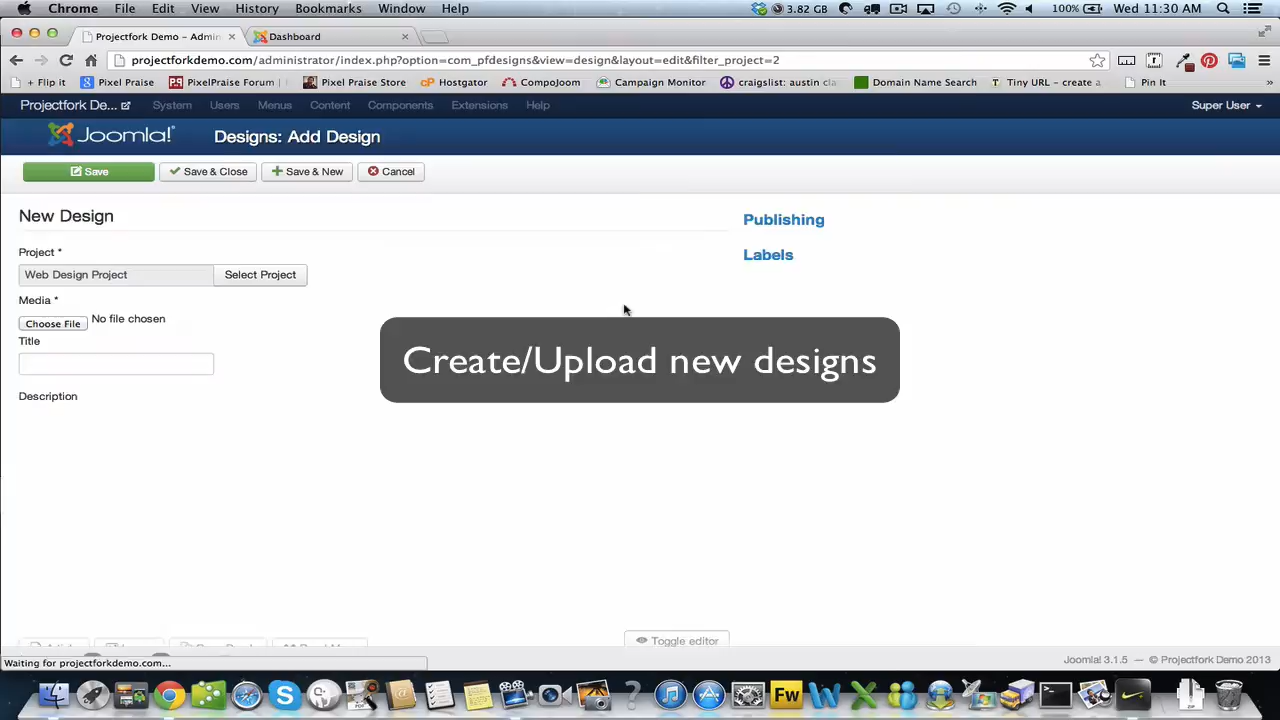 Chrome File Edit View History Bookmarks Window Help 3.82 GB 100% Wed 11:30 AM
Projectfork Demo – Admin Dashboard
projectforkdemo.com/administrator/index.php?option=com_pfdesigns&view=design&layout=edit&filter_project=2
+ Flip it Pixel Praise PixelPraise Forum | Pixel Praise Store Hostgator CompoJoom Campaign Monitor craigslist: austin cla Domain Name Search Tiny URL - create a Pin It »
Projectfork De... System Users Menus Content Components Extensions Help Super User
Joomla! Designs: Add Design
Save Save & Close Save & New Cancel
New Design
Publishing
Project *
Labels
Web Design Project Select Project
Media *
Choose File No file chosen
Title
Create/Upload new designs
Description
Toggle editor
Waiting for projectforkdemo.com...
Joomla! 3.1.5 — © Projectfork Demo 2013
Fw